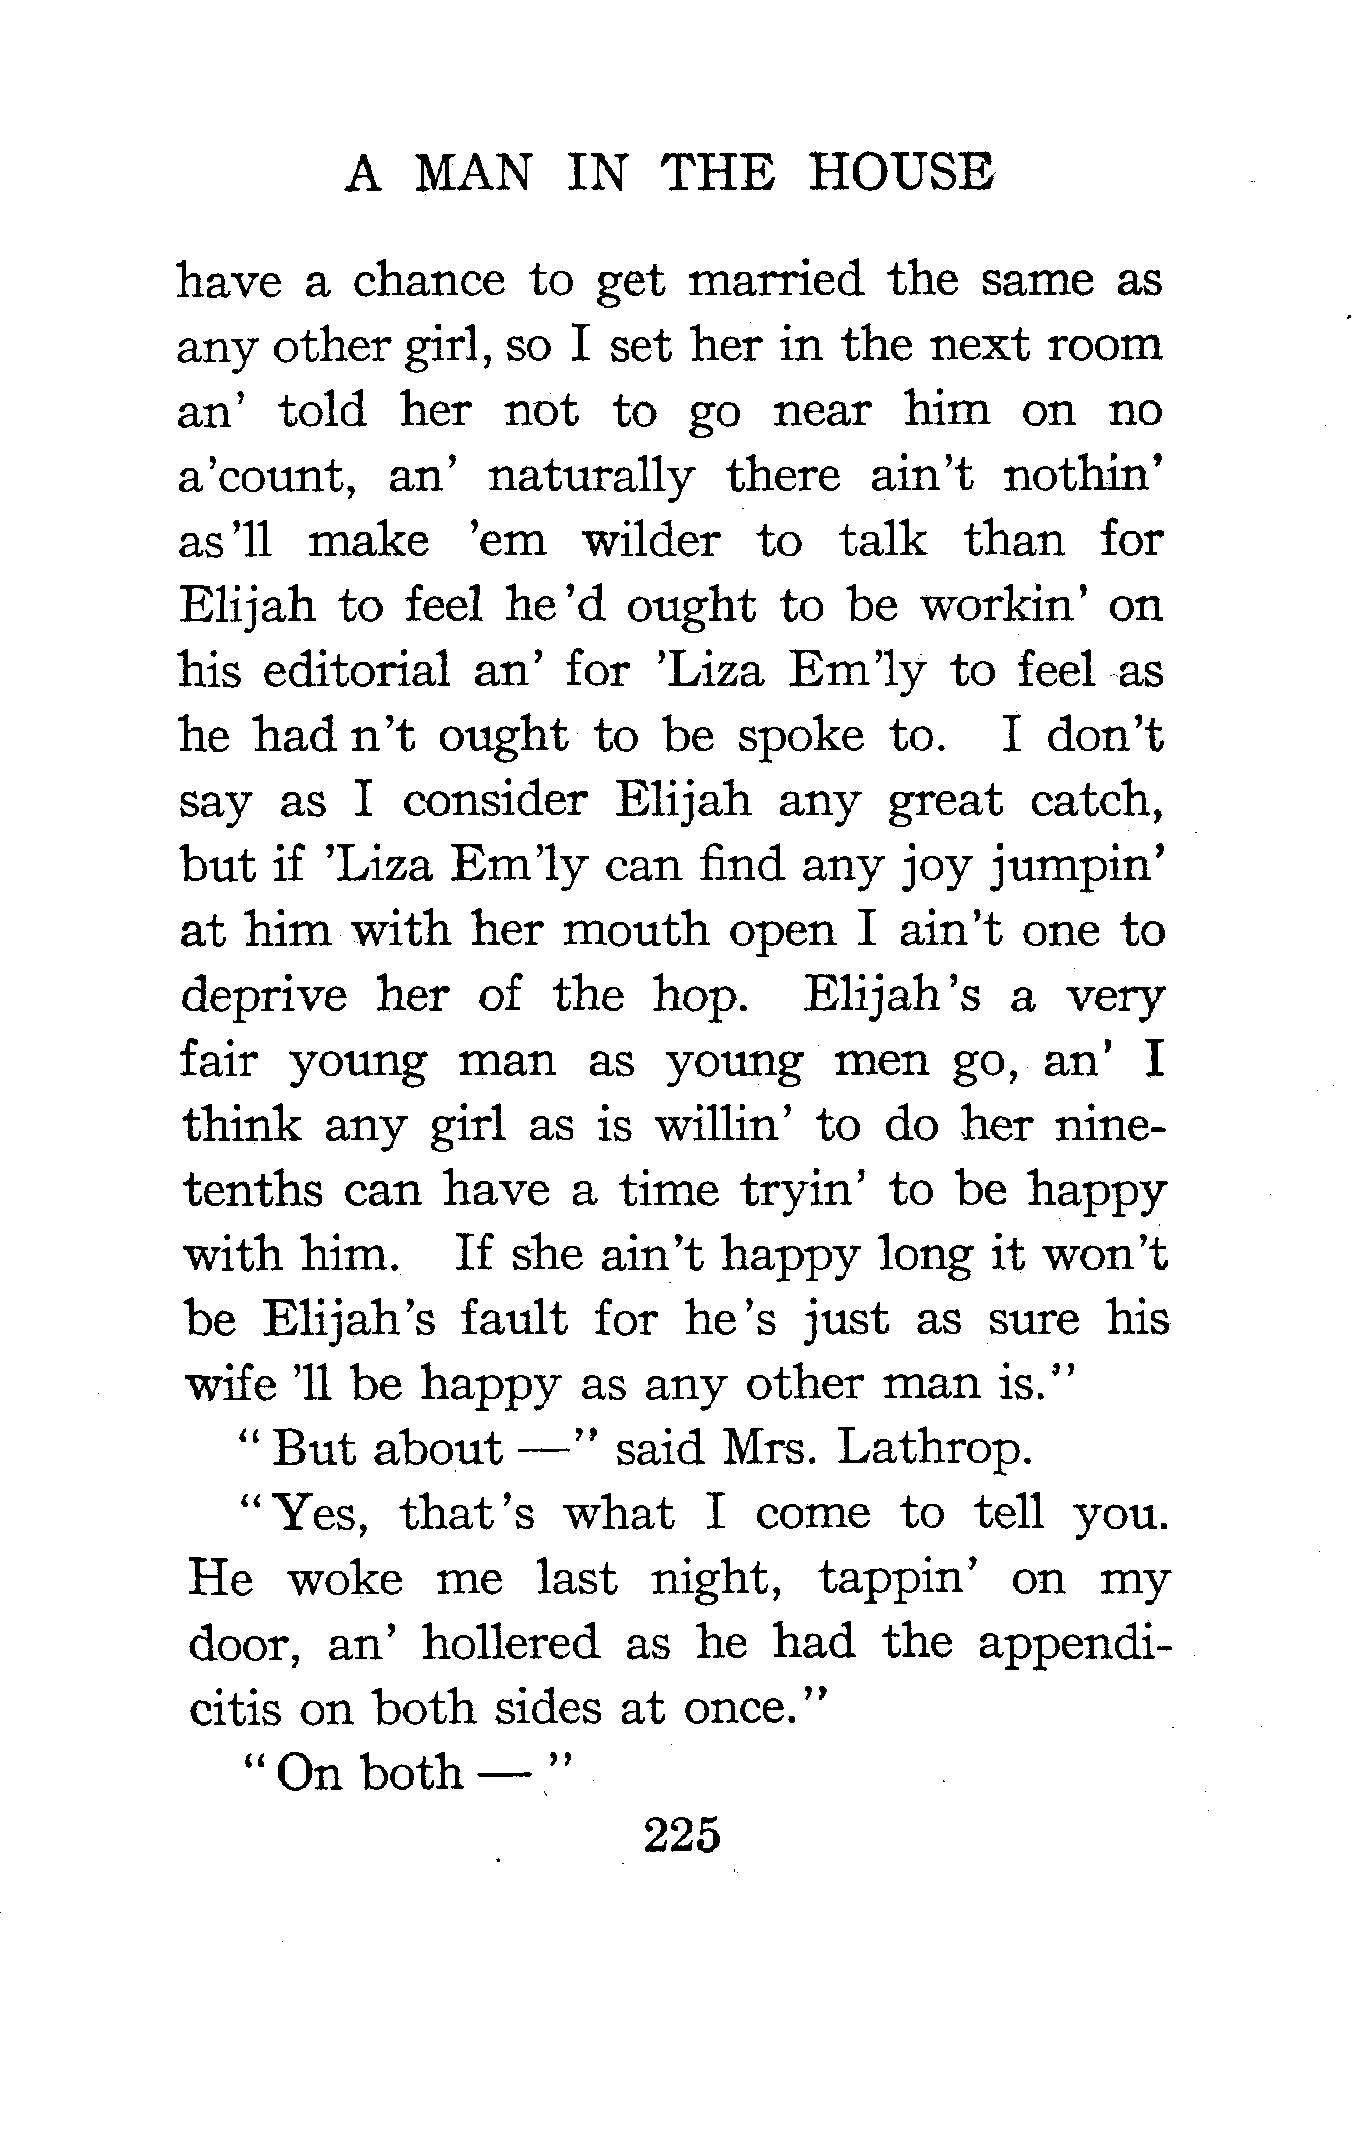 A MAN IN THE HOUSE
have a chance to get married the same as
any other girl, so I set her in the next room
an' told her not to go near him on no
a'count, an' naturally there ain't nothin'
as 'll make 'em wilder to talk than for
Elijah to feel he 'd ought to be workin' on
his editorial an' for 'Liza Em'ly to feel as
he had n't ought to be spoke to. I don't
say as I consider Elijah any great catch,
but if 'Liza Em'ly can find any joy jumpin'
at him with her mouth open I ain't one to
deprive her of the hop. Elijah 's a very
fair young man as young men go, an' I
think any girl as is willin' to do her nine-
tenths can have a time tryin' to be happy
with him. If she ain't happy long it won't
be Elijah's fault for he 's just as sure his
wife 'll be happy as any other man is."
"But about —" said Mrs. Lathrop.
"Yes, that 's what I come to tell you.
He woke me last night, tappin' on my
door, an' hollered as he had the appendi-
citis on both sides at once."
"On both — "
225